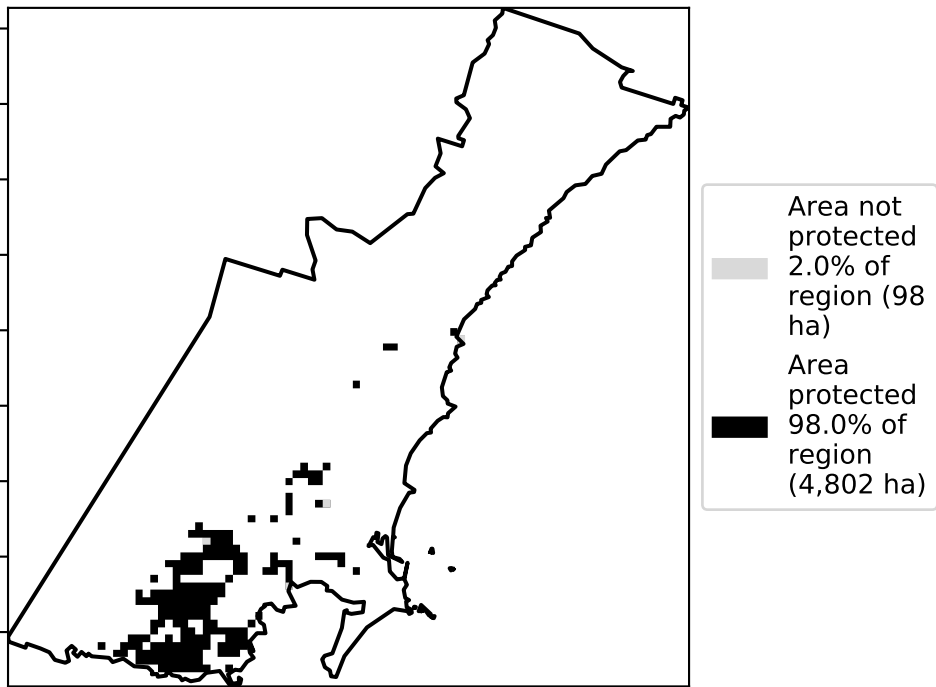 Area not
protected
2.0% of
region (98
ha)
Area
protected
98.0% of
region
(4,802 ha)